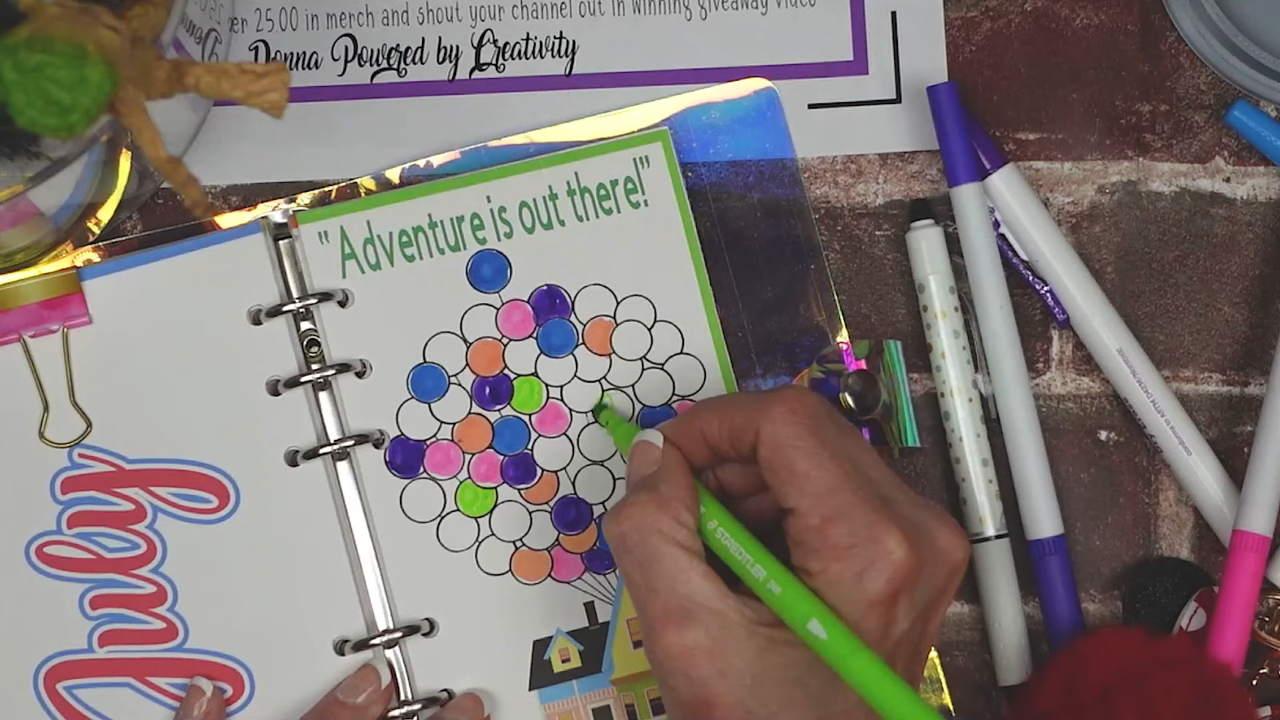 25.00 in merch and shout your channel out in winning giveaway video
Donna Powered by Creativity
"Adventure is out there!"
July
STAEDTLER